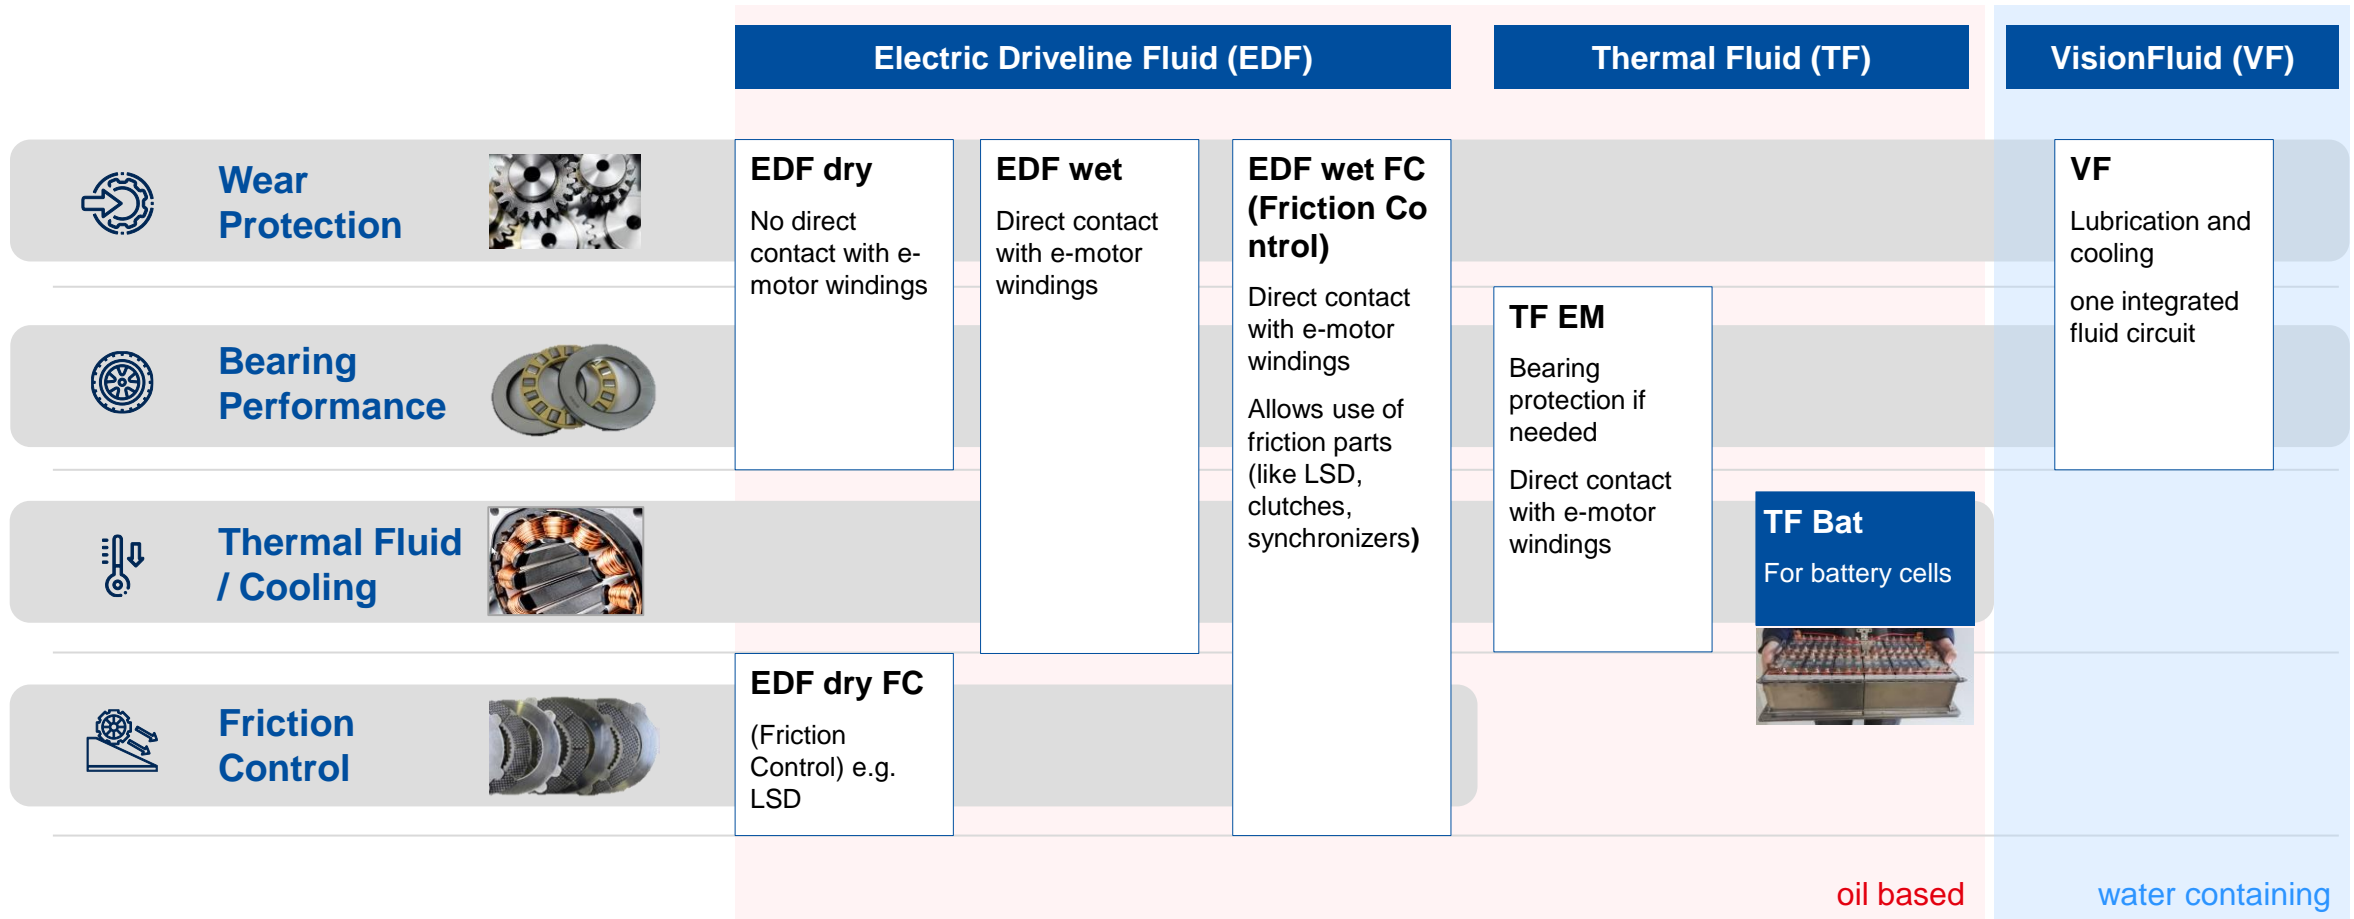 Electric Driveline Fluid (EDF)
Thermal Fluid (TF)
VisionFluid (VF)
Wear
Protection
EDF dry
No direct
contact with e-
motor windings
EDF wet
Direct contact
with e-motor
windings
EDF wet FC
(Friction Co
ntrol)
Direct contact
with e-motor
windings
Allows use of
friction parts
(like LSD,
clutches,
synchronizers)
VF
Lubrication and
cooling
one integrated
fluid circuit
Bearing
Performance
TF EM
Bearing
protection if
needed
Direct contact
with e-motor
windings
Thermal Fluid
/ Cooling
TF Bat
For battery cells
Friction
Control
EDF dry FC
(Friction
Control) e.g.
LSD
oil based
water containing